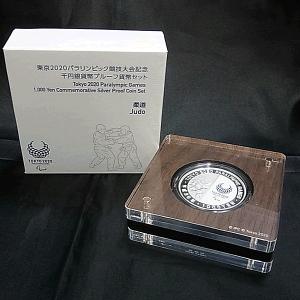 東京2020パラリンピック競技大会記念
千円銀貨幣プルーフ貨幣セット
Tokyo 2020 Paralympic Games
1,000 Yen Commemorative Silver Proof Coin Set
柔道
Judo
TOKYO 2020